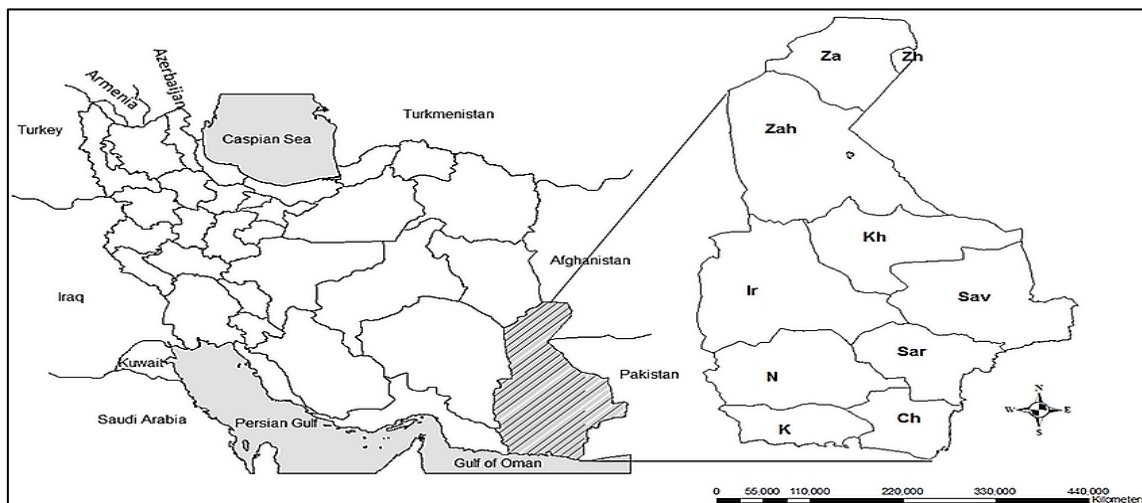 Armenia
Azerbaijan
Turkey
Caspian Sea
Turkmenistan
Afghanistan
Iraq
Kuwait
Pakistan
Saudi Arabia
Persian Gulf
Gulf of Oman
Za
Zh
Zah
Kh
Ir
Sav
Sar
N
K
Ch
N
W E
S
0 55,000 110,000 220,000 330,000 440,000
Kilometers